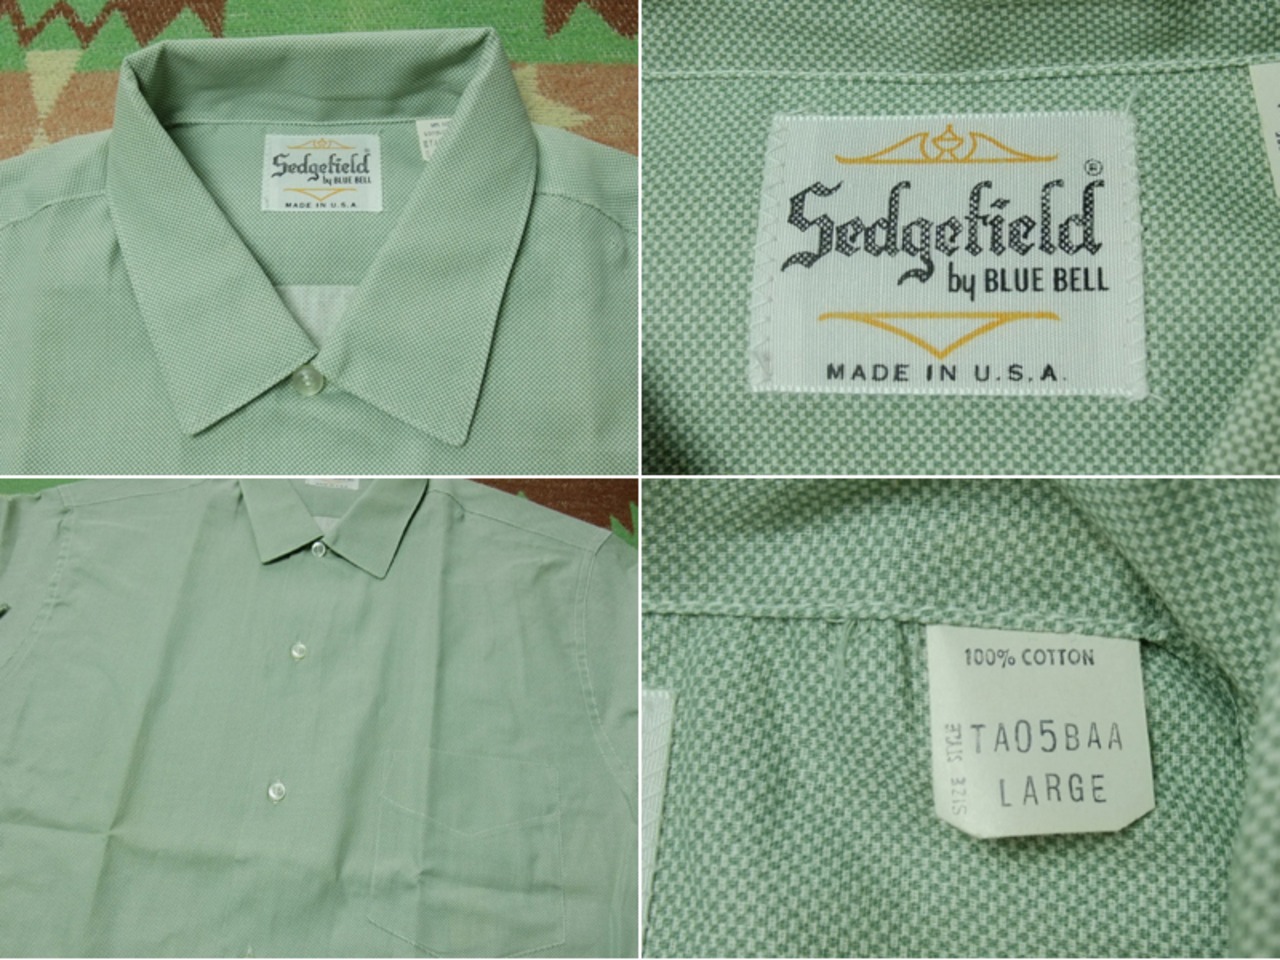 Sedgefield®
by BLUE BELL
MADE IN U.S.A.
Sedgefield®
by BLUE BELL
MADE IN U.S.A.
100% COTTON
STYLE TA05BAA
SIZE LARGE